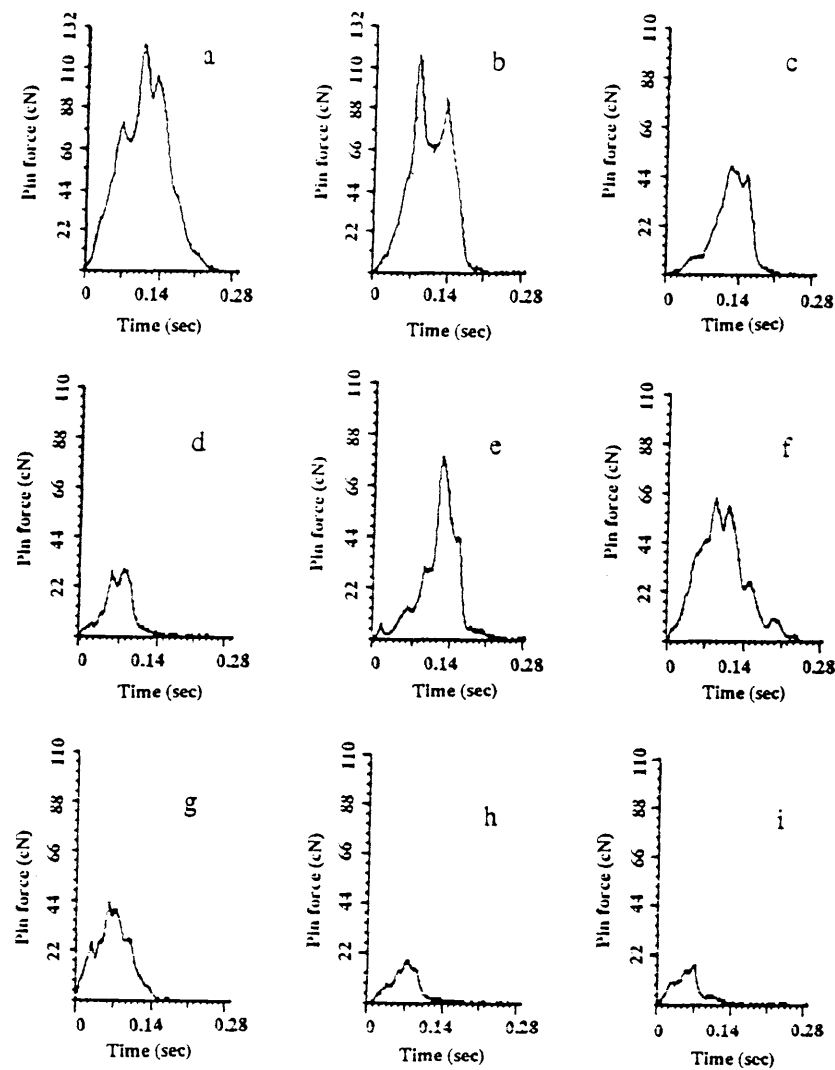 a
Pin force (cN)
132
110
88
66
44
22
0 0.14 0.28
Time (sec)
b
Pin force (cN)
132
110
88
66
44
22
0 0.14 0.28
Time (sec)
c
Pin force (cN)
110
88
66
44
22
0 0.14 0.28
Time (sec)
d
Pin force (cN)
110
88
66
44
22
0 0.14 0.28
Time (sec)
e
Pin force (cN)
110
88
66
44
22
0 0.14 0.28
Time (sec)
f
Pin force (cN)
110
88
66
44
22
0 0.14 0.28
Time (sec)
g
Pin force (cN)
110
88
66
44
22
0 0.14 0.28
Time (sec)
h
Pin force (cN)
110
88
66
44
22
0 0.14 0.28
Time (sec)
i
Pin force (cN)
110
88
66
44
22
0 0.14 0.28
Time (sec)